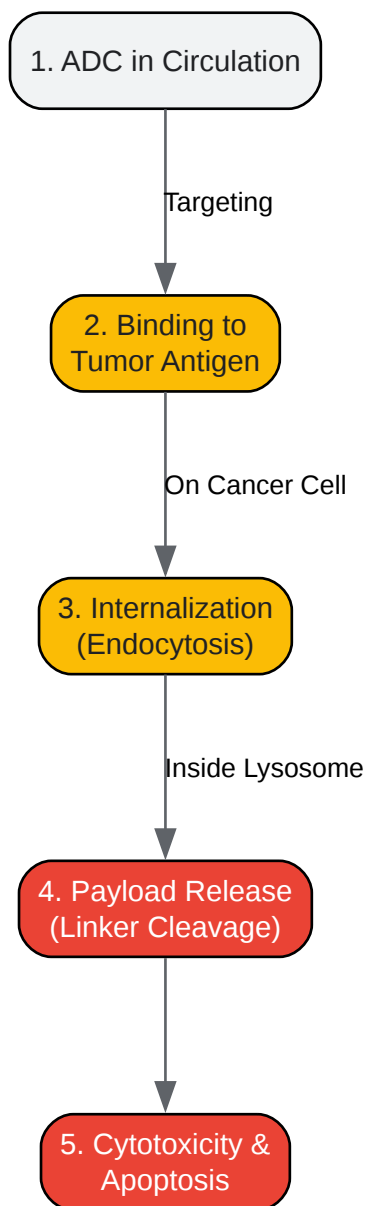 1. ADC in Circulation
Targeting
2. Binding to
Tumor Antigen
On Cancer Cell
3. Internalization
(Endocytosis)
Inside Lysosome
4. Payload Release
(Linker Cleavage)
5. Cytotoxicity &
Apoptosis